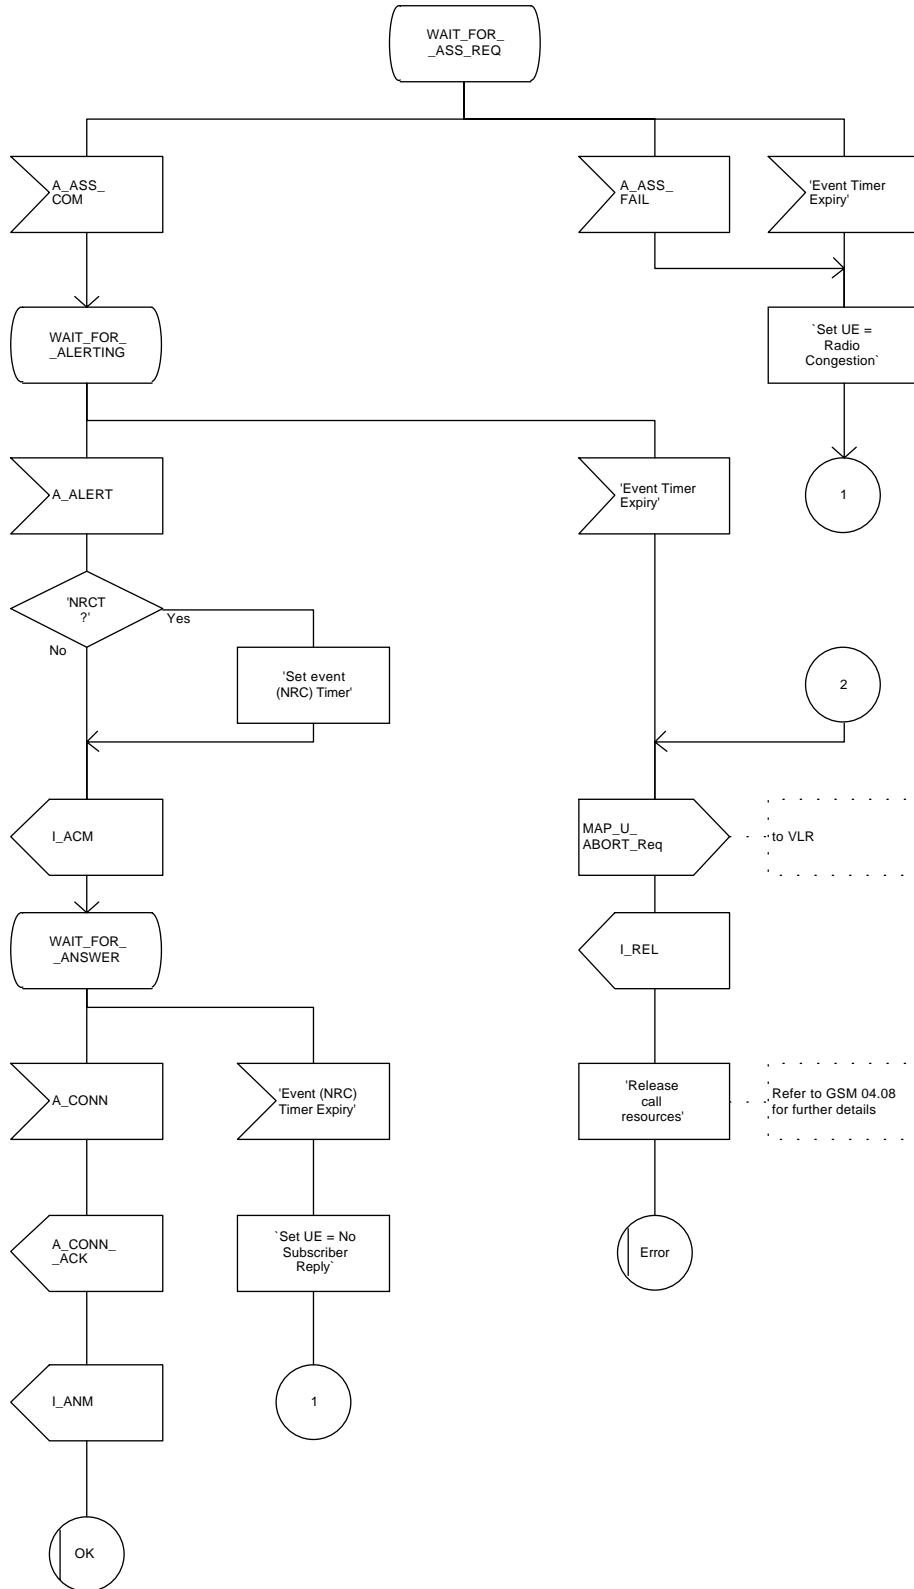 WAIT_FOR_
_ASS_REQ
A_ASS_
COM
A_ASS_
FAIL
'Event Timer
Expiry'
WAIT_FOR_
_ALERTING
`Set UE =
Radio
Congestion`
A_ALERT
'Event Timer
Expiry'
1
'NRCT
?'
Yes
No
'Set event
(NRC) Timer'
2
I_ACM
MAP_U_
ABORT_Req
to VLR
WAIT_FOR_
_ANSWER
I_REL
A_CONN
'Event (NRC)
Timer Expiry'
'Release
call
resources'
Refer to GSM 04.08
for further details
A_CONN_
_ACK
`Set UE = No
Subscriber
Reply`
Error
I_ANM
1
OK